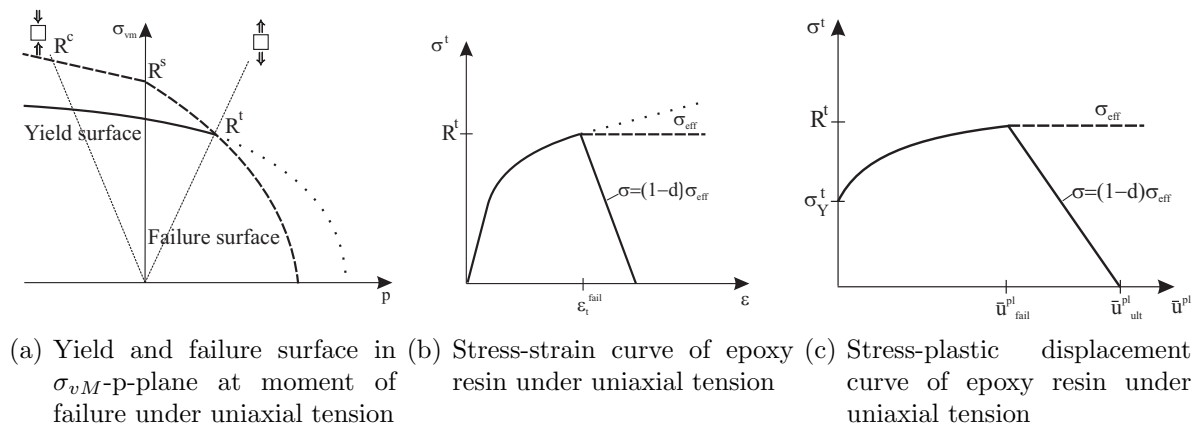 σvm
R^c
R^s
R^t
Yield surface
Failure surface
p
σ^t
R^t
σeff
σ=(1−d)σeff
ε_t^fail
ε
σ^t
R^t
σ_Y^t
σeff
σ=(1−d)σeff
ū^pl_fail
ū^pl_ult
ū^pl
(a) Yield and failure surface in
σvM-p-plane at moment of
failure under uniaxial tension
(b) Stress-strain curve of epoxy
resin under uniaxial tension
(c) Stress-plastic displacement
curve of epoxy resin under
uniaxial tension